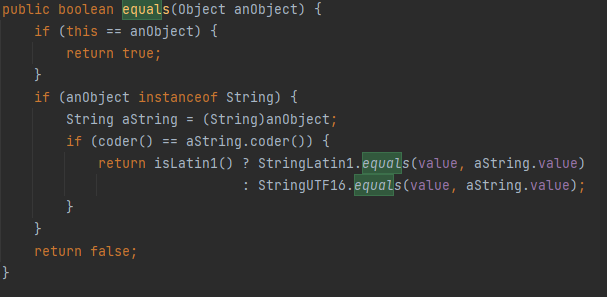 public boolean equals(Object anObject) {
    if (this == anObject) {
        return true;
    }
    if (anObject instanceof String) {
        String aString = (String)anObject;
        if (coder() == aString.coder()) {
            return isLatin1() ? StringLatin1.equals(value, aString.value)
                              : StringUTF16.equals(value, aString.value);
        }
    }
    return false;
}